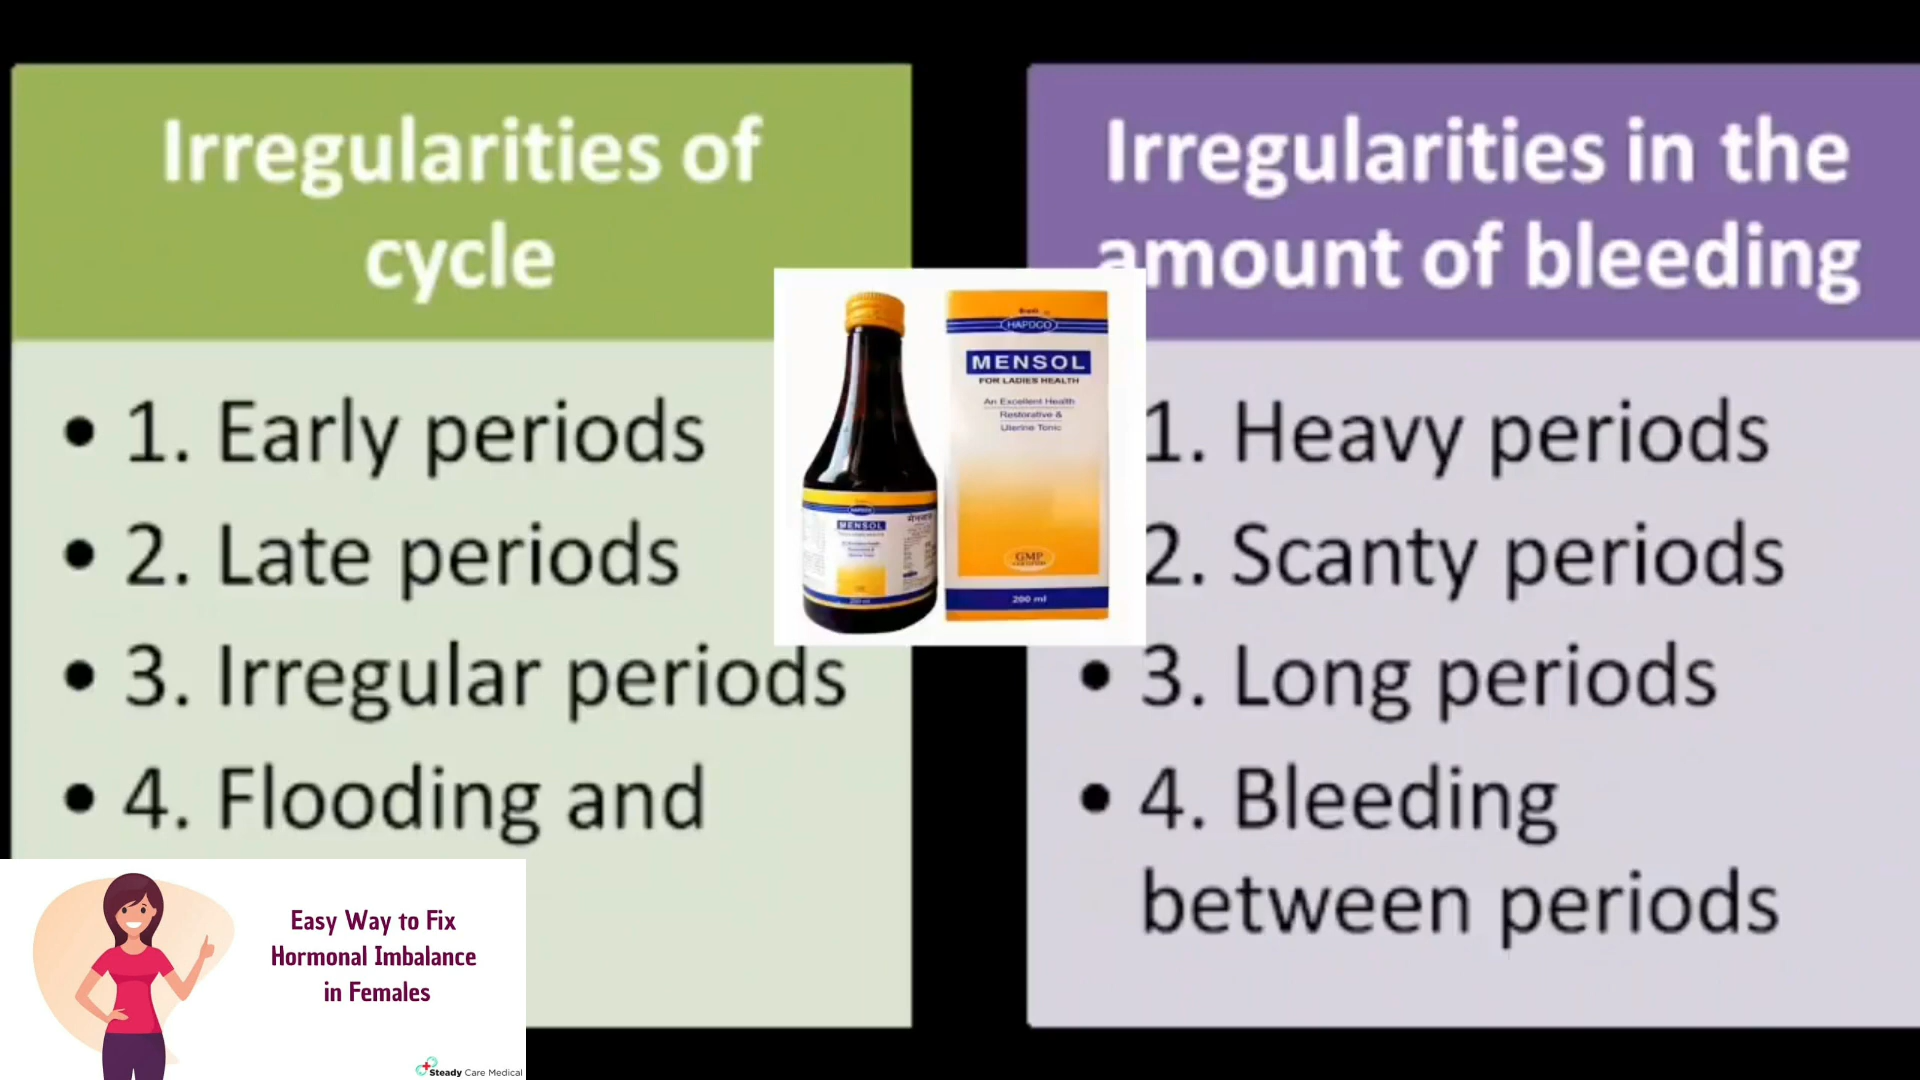 Irregularities of
cycle
• 1. Early periods
• 2. Late periods
• 3. Irregular periods
• 4. Flooding and
Irregularities in the
amount of bleeding
1. Heavy periods
2. Scanty periods
• 3. Long periods
• 4. Bleeding
between periods
HAPDCO
MENSOL
FOR LADIES HEALTH
An Excellent Health
Restorative &
Uterine Tonic
GMP
200 ml
HAPDCO
MENSOL
Easy Way to Fix
Hormonal Imbalance
in Females
Steady Care Medical